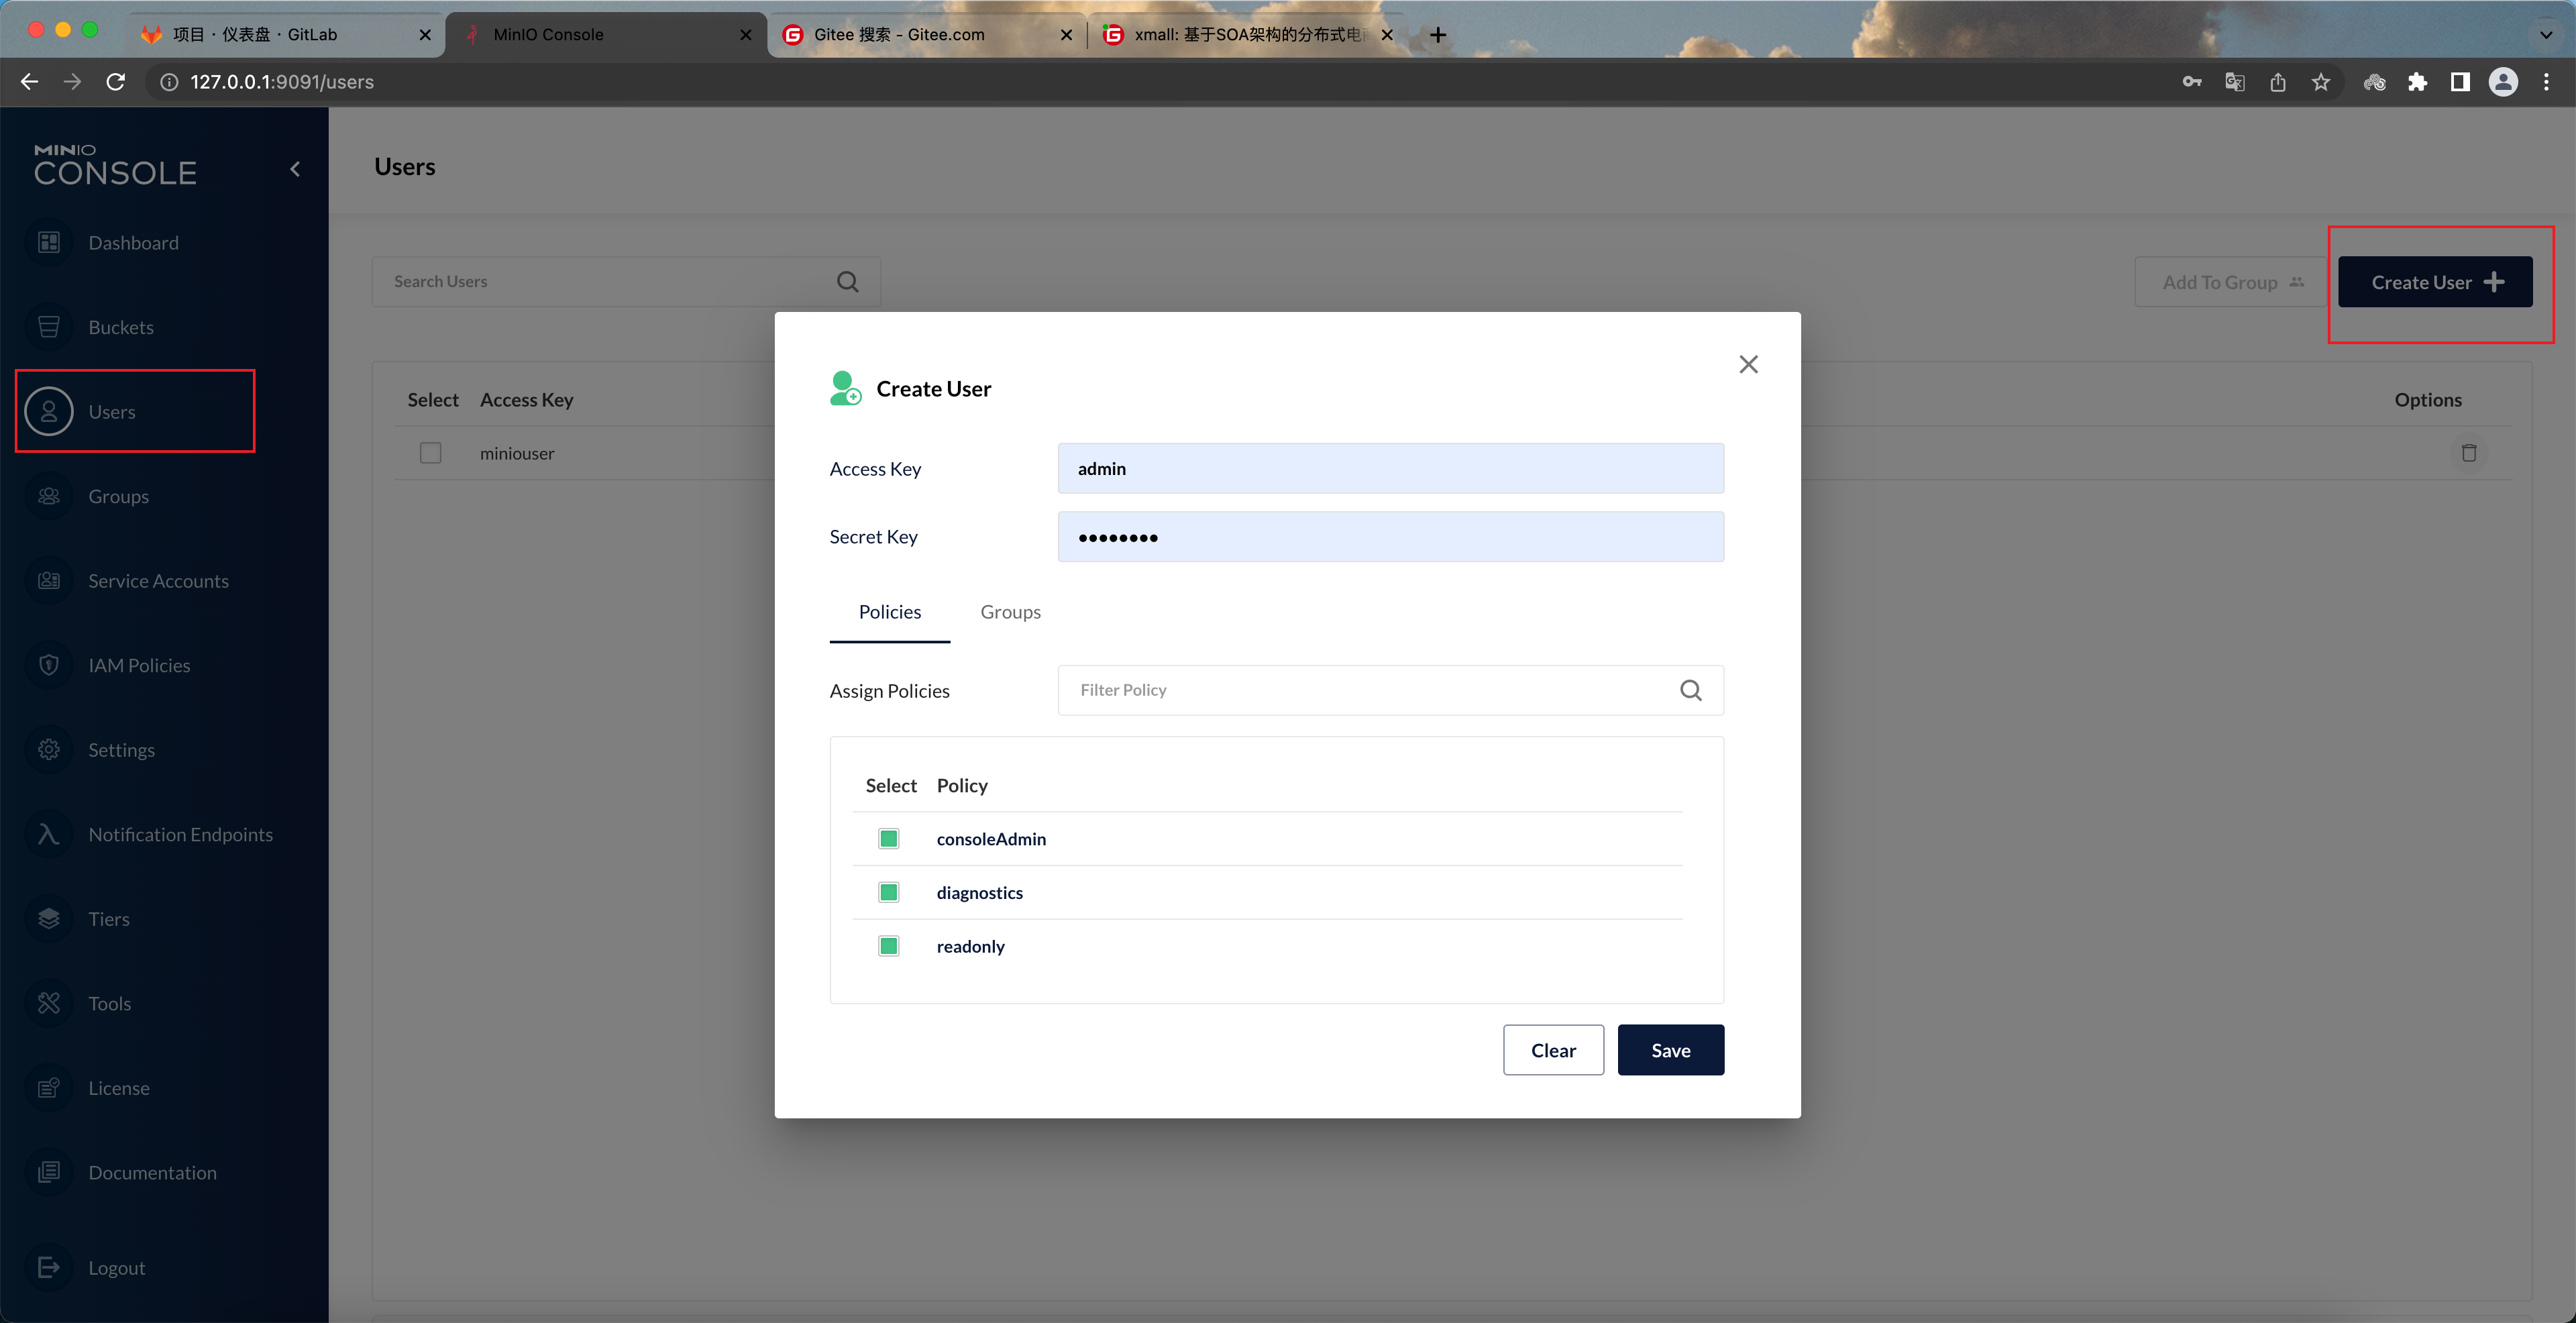 项目 · 仪表盘 · GitLab
MinIO Console
Gitee 搜索 - Gitee.com
xmall: 基于SOA架构的分布式电
127.0.0.1:9091/users
MINIO
CONSOLE
Dashboard
Buckets
Users
Groups
Service Accounts
IAM Policies
Settings
Notification Endpoints
Tiers
Tools
License
Documentation
Logout
Users
Search Users
Add To Group
Create User
Select Access Key Options
miniouser
Create User
Access Key admin
Secret Key ••••••••
Policies Groups
Assign Policies Filter Policy
Select Policy
consoleAdmin
diagnostics
readonly
Clear Save